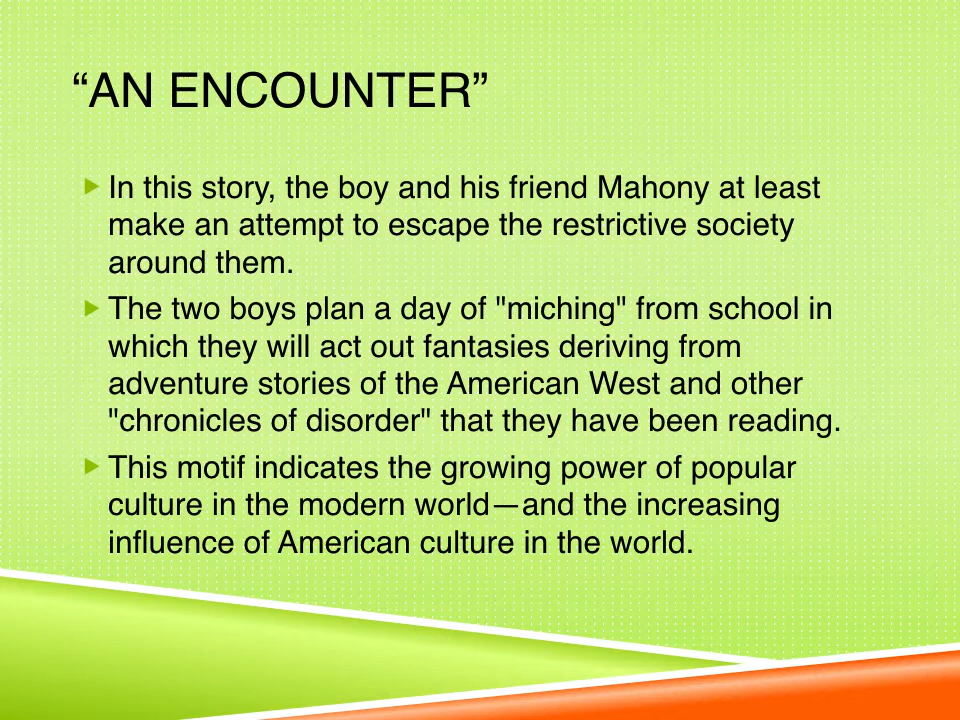 “AN ENCOUNTER”
In this story, the boy and his friend Mahony at least
make an attempt to escape the restrictive society
around them.
The two boys plan a day of "miching" from school in
which they will act out fantasies deriving from
adventure stories of the American West and other
"chronicles of disorder" that they have been reading.
This motif indicates the growing power of popular
culture in the modern world—and the increasing
influence of American culture in the world.